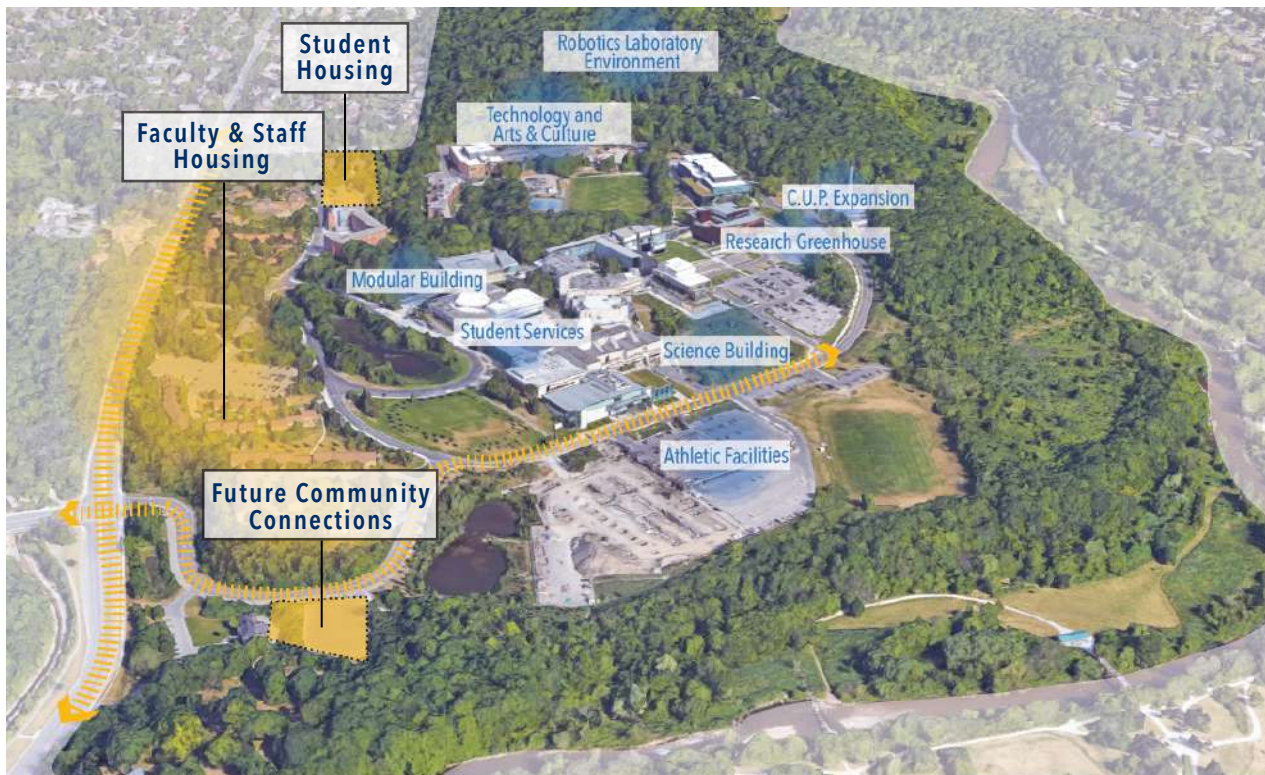 Student
Housing
Robotics Laboratory
Environment
Technology and
Arts & Culture
Faculty & Staff
Housing
C.U.P. Expansion
Research Greenhouse
Modular Building
Student Services
Science Building
Athletic Facilities
Future Community
Connections